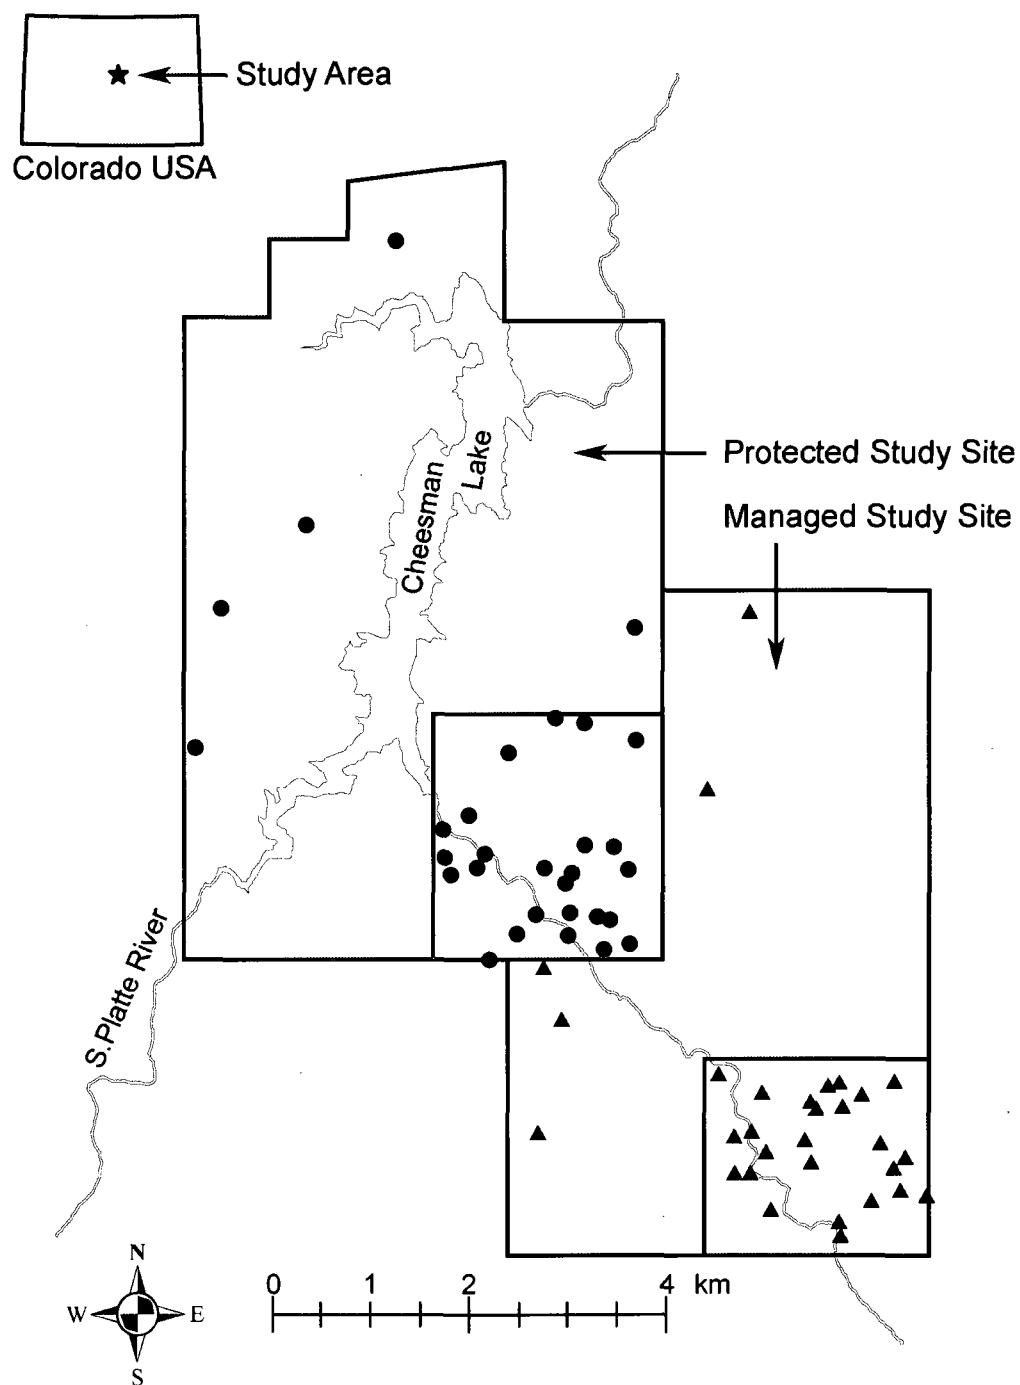 Study Area
Colorado USA
Protected Study Site
Managed Study Site
Cheesman
Lake
S. Platte River
N
W E
S
0 1 2 4 km